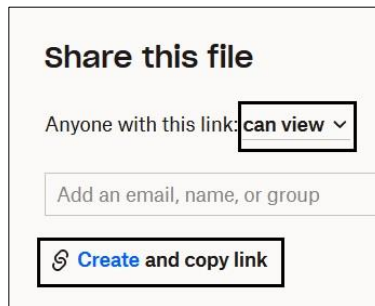 Share this file
Anyone with this link: can view
Add an email, name, or group
Create and copy link